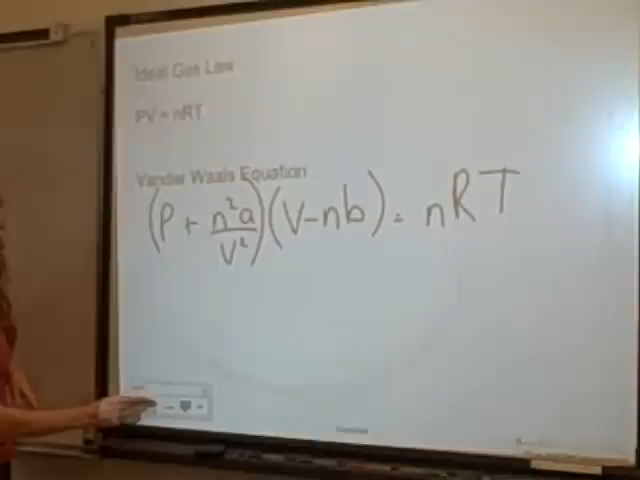 Ideal Gas Law
PV = nRT
Vander Waals Equation
(P + n²a/V²)(V-nb) = nRT